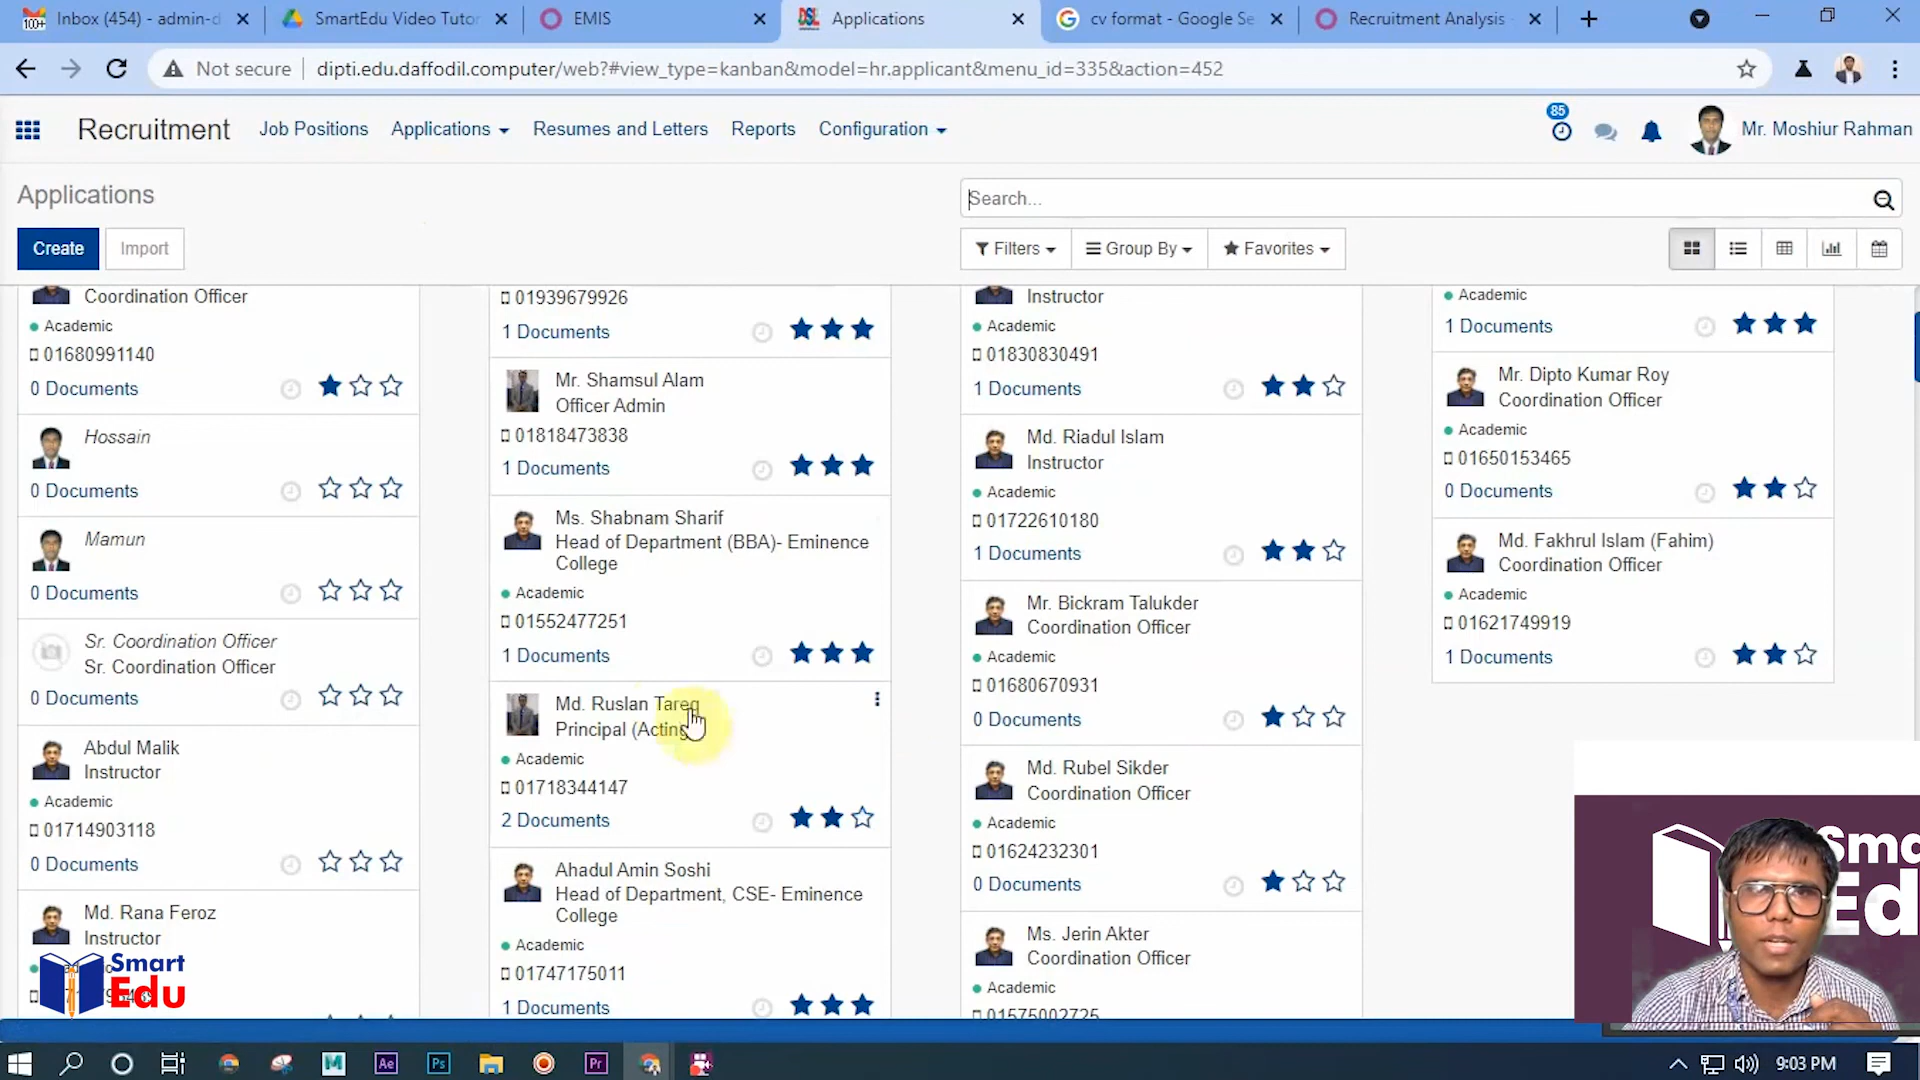 Inbox (454) - admin-d
SmartEdu Video Tutor
EMIS
Applications
cv format - Google Se
Recruitment Analysis
Not secure
dipti.edu.daffodil.computer/web?#view_type=kanban&model=hr.applicant&menu_id=335&action=452
Recruitment
Job Positions
Applications
Resumes and Letters
Reports
Configuration
85
Mr. Moshiur Rahman
Applications
Search...
Create
Import
Filters
Group By
Favorites
Coordination Officer
Academic
01680991140
0 Documents
Hossain
0 Documents
Mamun
0 Documents
Sr. Coordination Officer
Sr. Coordination Officer
0 Documents
Abdul Malik
Instructor
Academic
01714903118
0 Documents
Md. Rana Feroz
Instructor
Smart
Edu
01939679926
1 Documents
Mr. Shamsul Alam
Officer Admin
01818473838
1 Documents
Ms. Shabnam Sharif
Head of Department (BBA)- Eminence
College
Academic
01552477251
1 Documents
Md. Ruslan Tareq
Principal (Acting
Academic
01718344147
2 Documents
Ahadul Amin Soshi
Head of Department, CSE- Eminence
College
Academic
01747175011
1 Documents
Instructor
Academic
01830830491
1 Documents
Md. Riadul Islam
Instructor
Academic
01722610180
1 Documents
Mr. Bickram Talukder
Coordination Officer
Academic
01680670931
0 Documents
Md. Rubel Sikder
Coordination Officer
Academic
01624232301
0 Documents
Ms. Jerin Akter
Coordination Officer
Academic
01575002725
Academic
1 Documents
Mr. Dipto Kumar Roy
Coordination Officer
Academic
01650153465
0 Documents
Md. Fakhrul Islam (Fahim)
Coordination Officer
Academic
01621749919
1 Documents
Sma
Ed
9:03 PM